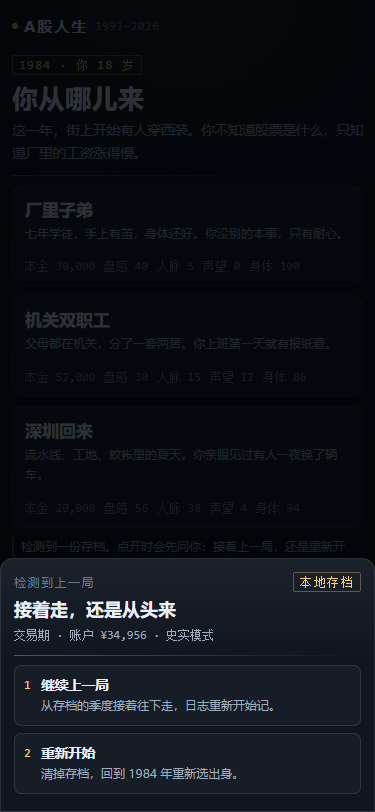 A股人生 1991—2026
1984 · 你 18 岁
你从哪儿来
这一年，街上开始有人穿西装。你不知道股票是什么，只知
道厂里的工资涨得慢。
厂里子弟
七年学徒，手上有茧，身体还好。你没别的本事，只有耐心。
本金 30,000 盘感 40 人脉 5 声望 0 身体 100
机关双职工
父母都在机关，分了一套两居。你上班第一天就有报纸看。
本金 52,000 盘感 30 人脉 15 声望 12 身体 86
深圳回来
流水线、工地、蚊帐里的夏天。你亲眼见过有人一夜换了辆
车。
本金 20,000 盘感 56 人脉 38 声望 4 身体 94
检测到一份存档。点开时会先问你：接着上一局，还是重新开
检测到上一局
本地存档
接着走，还是从头来
交易期 · 账户 ¥34,956 · 史实模式
1 继续上一局
从存档的季度接着往下走，日志重新开始记。
2 重新开始
清掉存档，回到 1984 年重新选出身。